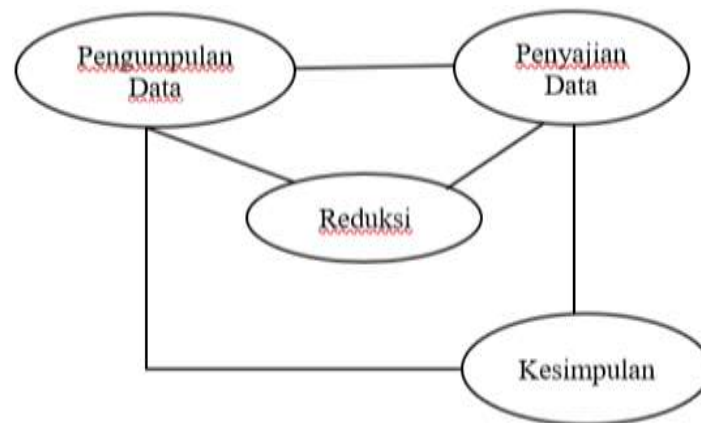 Pengumpulan
Data
Penyajian
Data
Reduksi
Kesimpulan